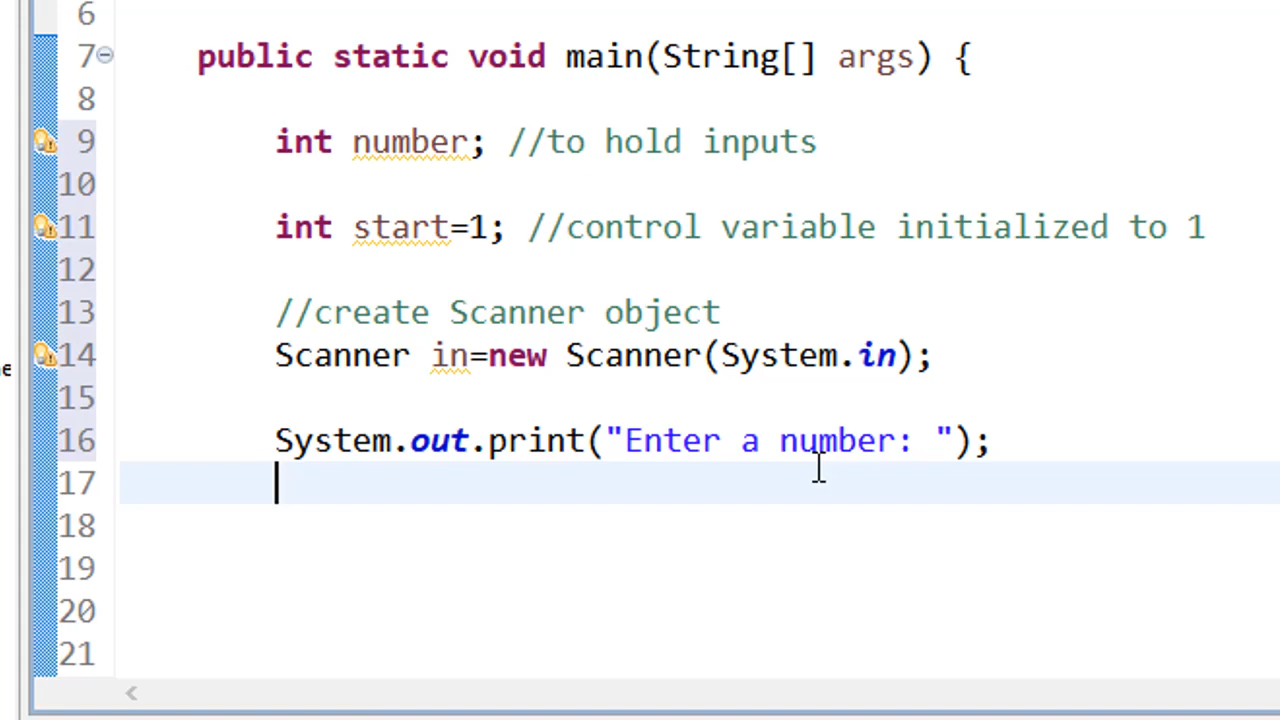 6
7 public static void main(String[] args) {
8
9 int number; //to hold inputs
10
11 int start=1; //control variable initialized to 1
12
13 //create Scanner object
14 Scanner in=new Scanner(System.in);
15
16 System.out.print("Enter a number: ");
17
18
19
20
21